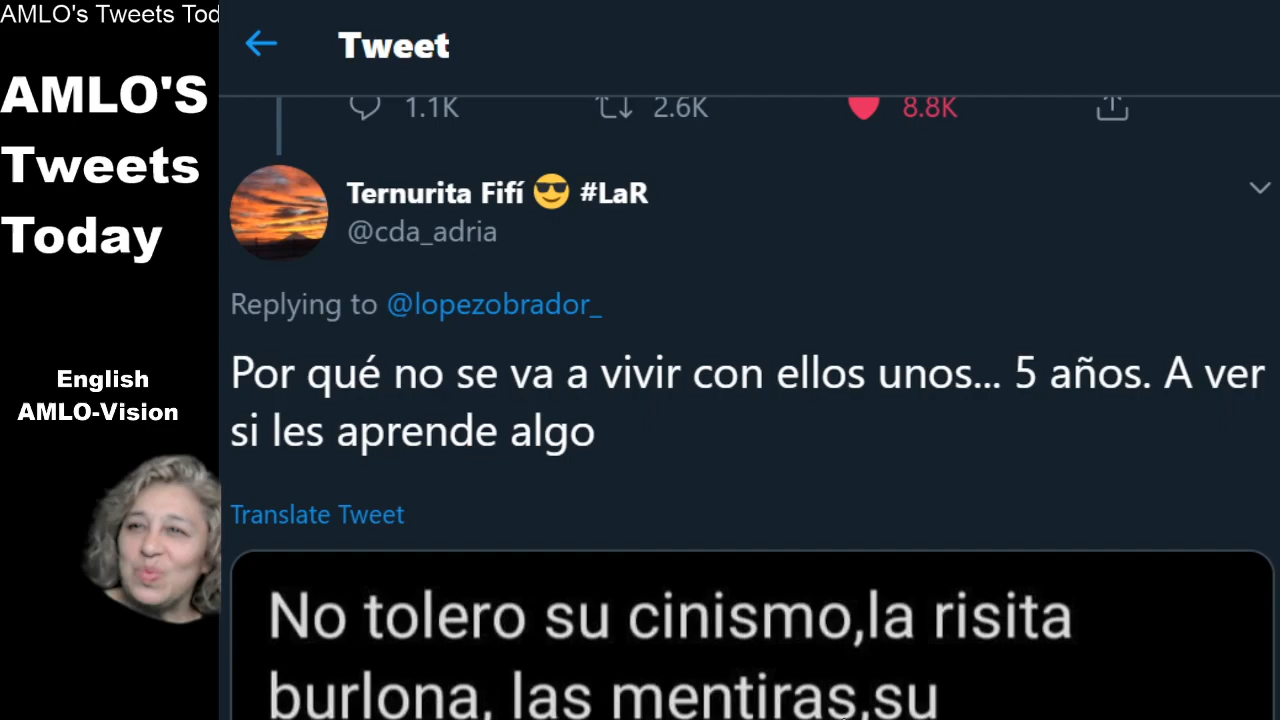 AMLO's Tweets Tod
AMLO'S
Tweets
Today
English
AMLO-Vision
Tweet
1.1K 2.6K 8.8K
Ternurita Fifí 😎 #LaR
@cda_adria
Replying to @lopezobrador_
Por qué no se va a vivir con ellos unos... 5 años. A ver
si les aprende algo
Translate Tweet
No tolero su cinismo,la risita
burlona, las mentiras,su